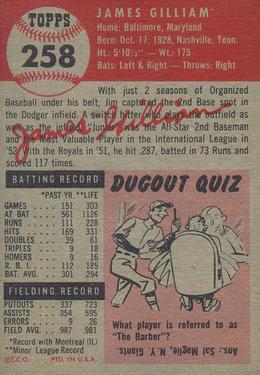 TOPPS
258
JAMES GILLIAM
Home: Baltimore, Maryland
Born: Oct. 17, 1928, Nashville, Tenn.
Ht.: 5-10½— Wt.: 175
Bats: Left & Right — Throws: Right
With just 2 seasons of Organized
Baseball under his belt, Jim captured the 2nd Base spot in
the Dodger infield. A switch hitter who plays the outfield as
well as the infield, "Junior" was the All-Star 2nd Baseman
and Most Valuable Player in the International League in
'52. With the Royals in '51, he hit .287, batted in 73 Runs and
scored 117 times.
James Gilliam
BATTING RECORD
*PAST YR. **LIFE
GAMES 151 303
AT BAT 561 1126
RUNS 111 228
HITS 169 331
DOUBLES 39 61
TRIPLES 9 18
HOMERS 9 16
R. B. I. 112 185
BAT. AVG. .301 .294
FIELDING RECORD
PUTOUTS 337 723
ASSISTS 354 595
ERRORS 9 26
FIELD AVG. .987 .981
*Record with Montreal (IL)
**Minor League Record
©T.C.G. PTD. IN U.S.A.
DUGOUT QUIZ
What player is referred to as
"The Barber"?
Ans.: Sal Maglie, N. Y. Giants.